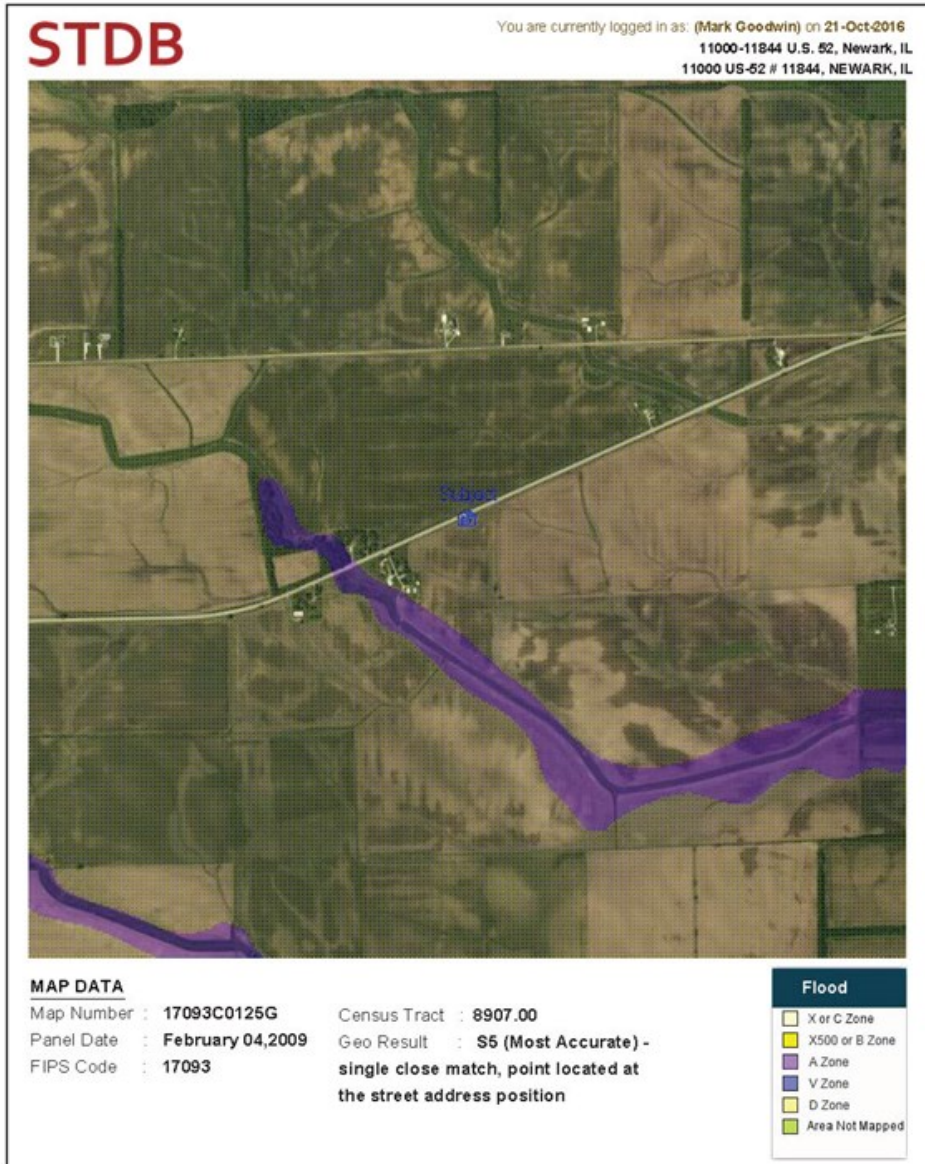 STDB
You are currently logged in as: (Mark Goodwin) on 21-Oct-2016
11000-11844 U.S. 52, Newark, IL
11000 US-52 # 11844, NEWARK, IL
Subject
MAP DATA
Map Number : 17093C0125G
Panel Date : February 04,2009
FIPS Code : 17093
Census Tract : 8907.00
Geo Result : S5 (Most Accurate) -
single close match, point located at
the street address position
Flood
X or C Zone
X500 or B Zone
A Zone
V Zone
D Zone
Area Not Mapped